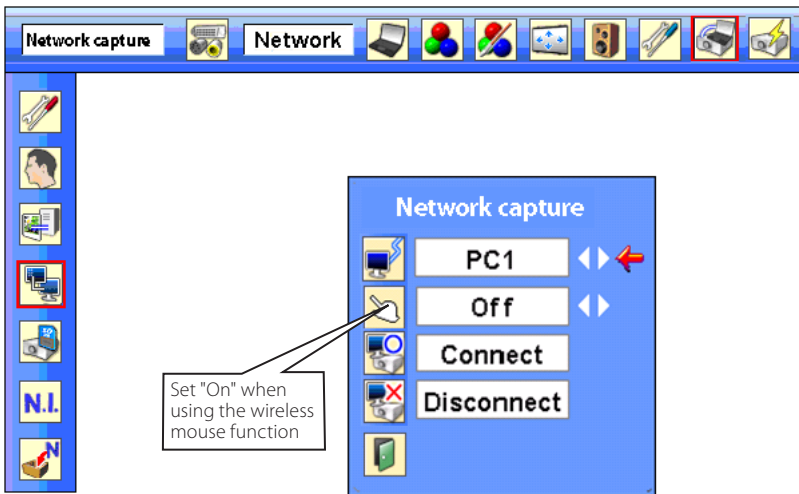 Network capture
Network
Network capture
PC1
Off
Connect
Disconnect
Set "On" when
using the wireless
mouse function
N.I.
N